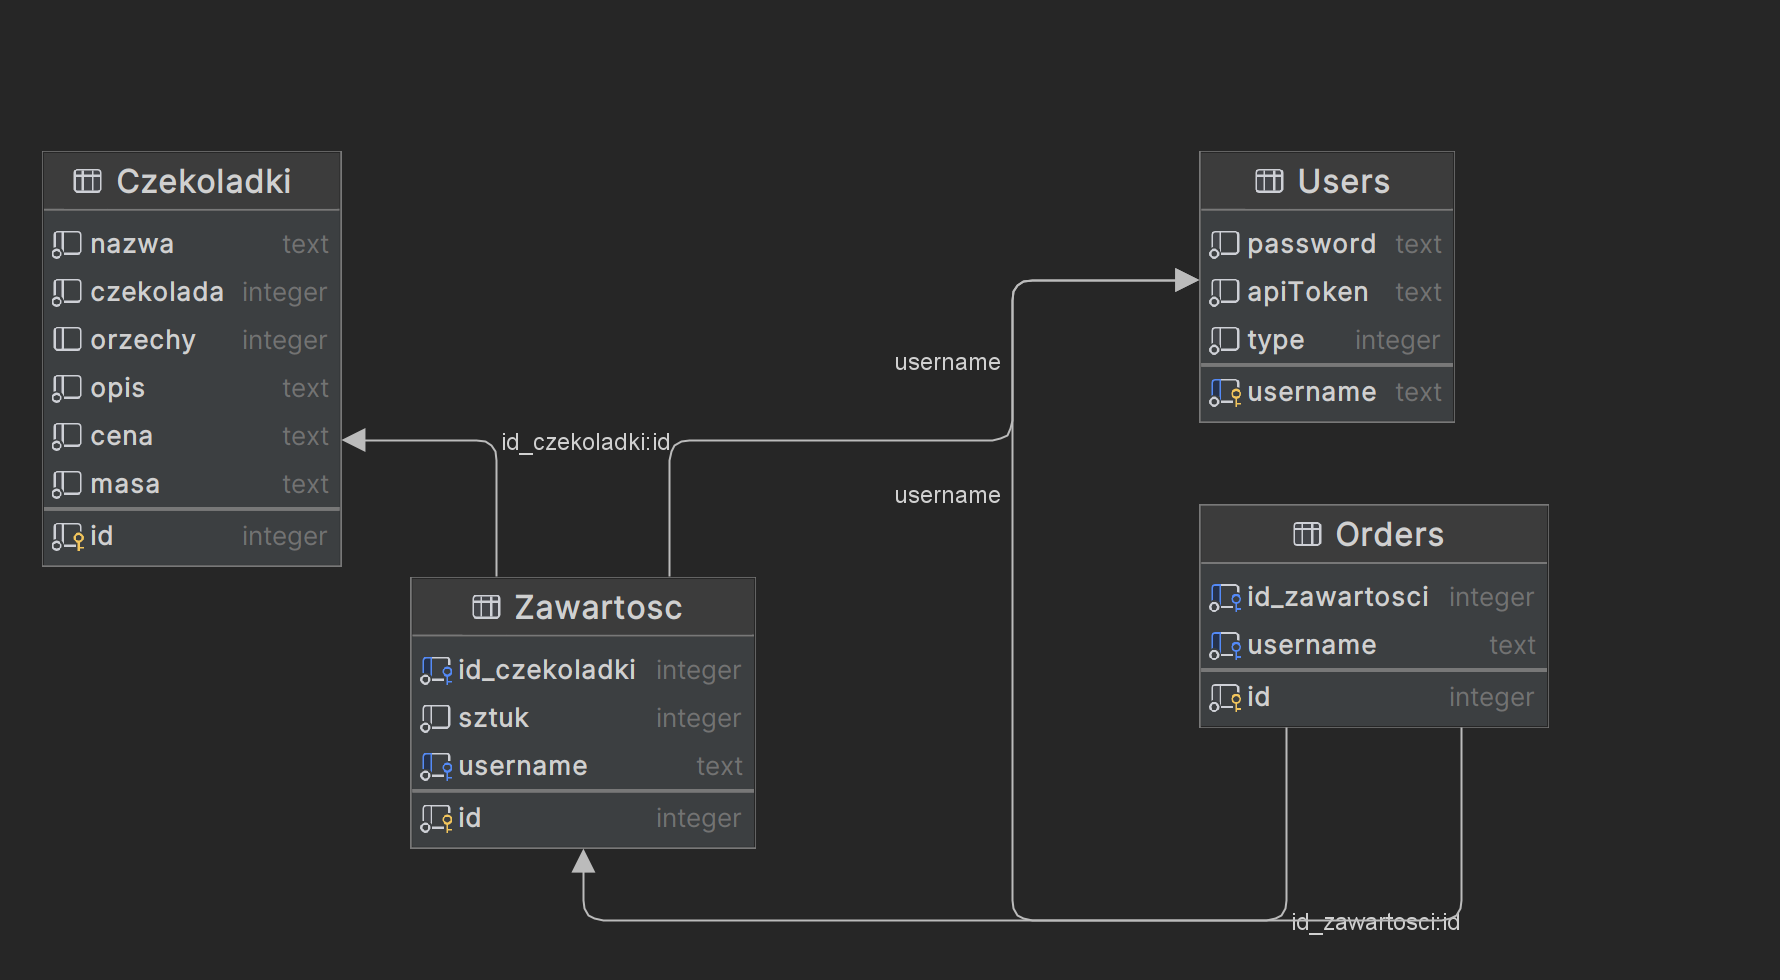 Czekoladki
nazwa text
czekolada integer
orzechy integer
opis text
cena text
masa text
id integer
Users
password text
apiToken text
type integer
username text
username
id_czekoladki:id
username
Zawartosc
id_czekoladki integer
sztuk integer
username text
id integer
Orders
id_zawartosci integer
username text
id integer
id_zawartosci:id